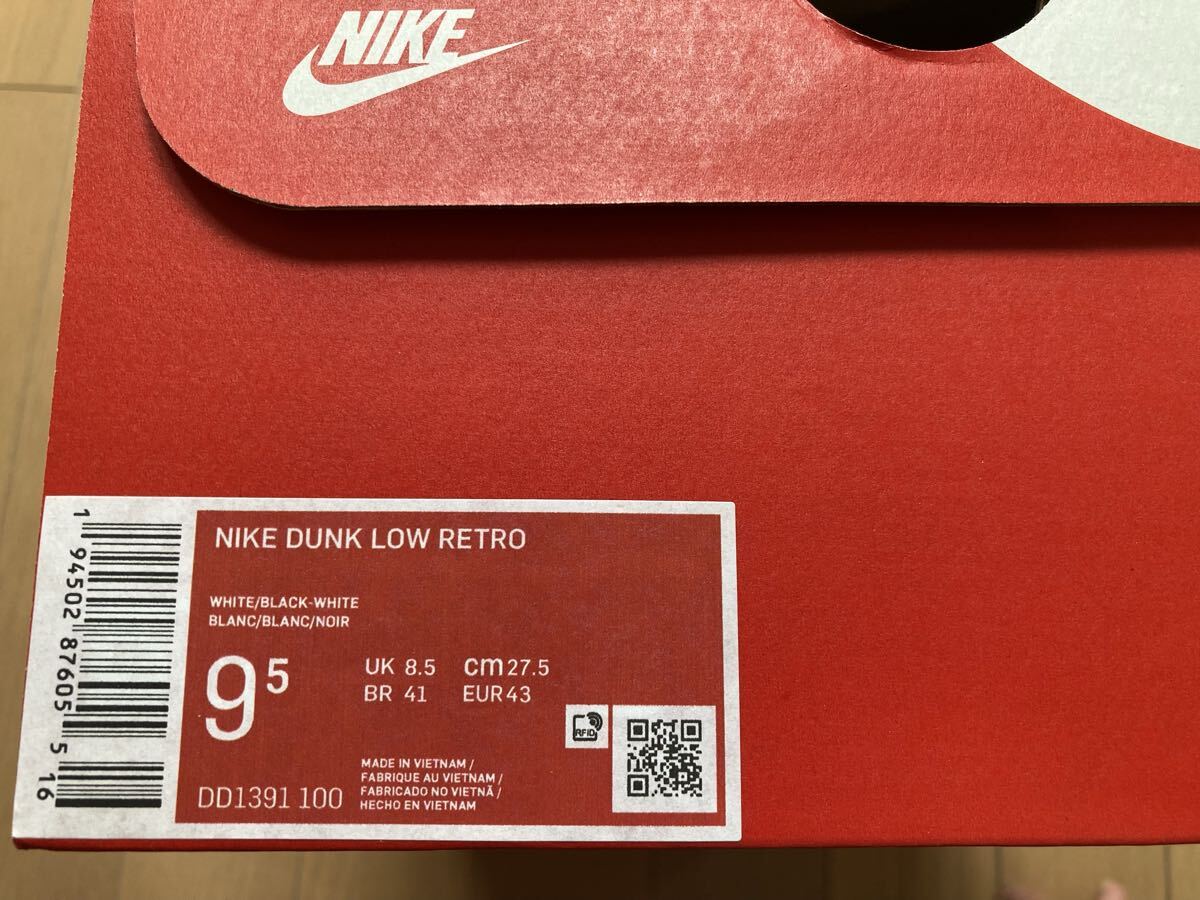 NIKE
NIKE DUNK LOW RETRO
WHITE/BLACK-WHITE
BLANC/BLANC/NOIR
9 5
UK 8.5 cm 27.5
BR 41 EUR 43
RFID
DD1391 100
MADE IN VIETNAM /
FABRIQUE AU VIETNAM /
FABRICADO NO VIETNÃ /
HECHO EN VIETNAM
1 94502 87605 5 16